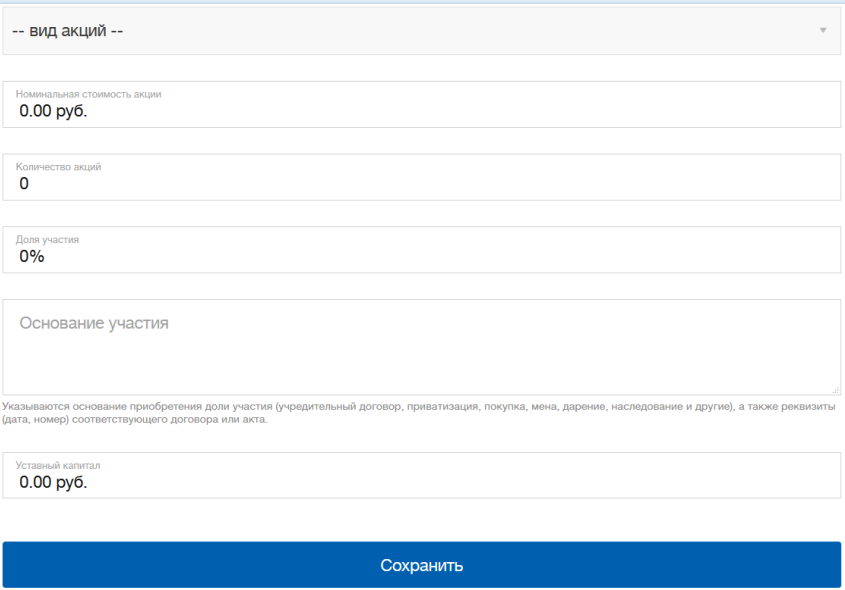 -- вид акций --
Номинальная стоимость акции
0.00 руб.
Количество акций
0
Доля участия
0%
Основание участия
Указываются основание приобретения доли участия (учредительный договор, приватизация, покупка, мена, дарение, наследование и другие), а также реквизиты
(дата, номер) соответствующего договора или акта.
Уставный капитал
0.00 руб.
Сохранить